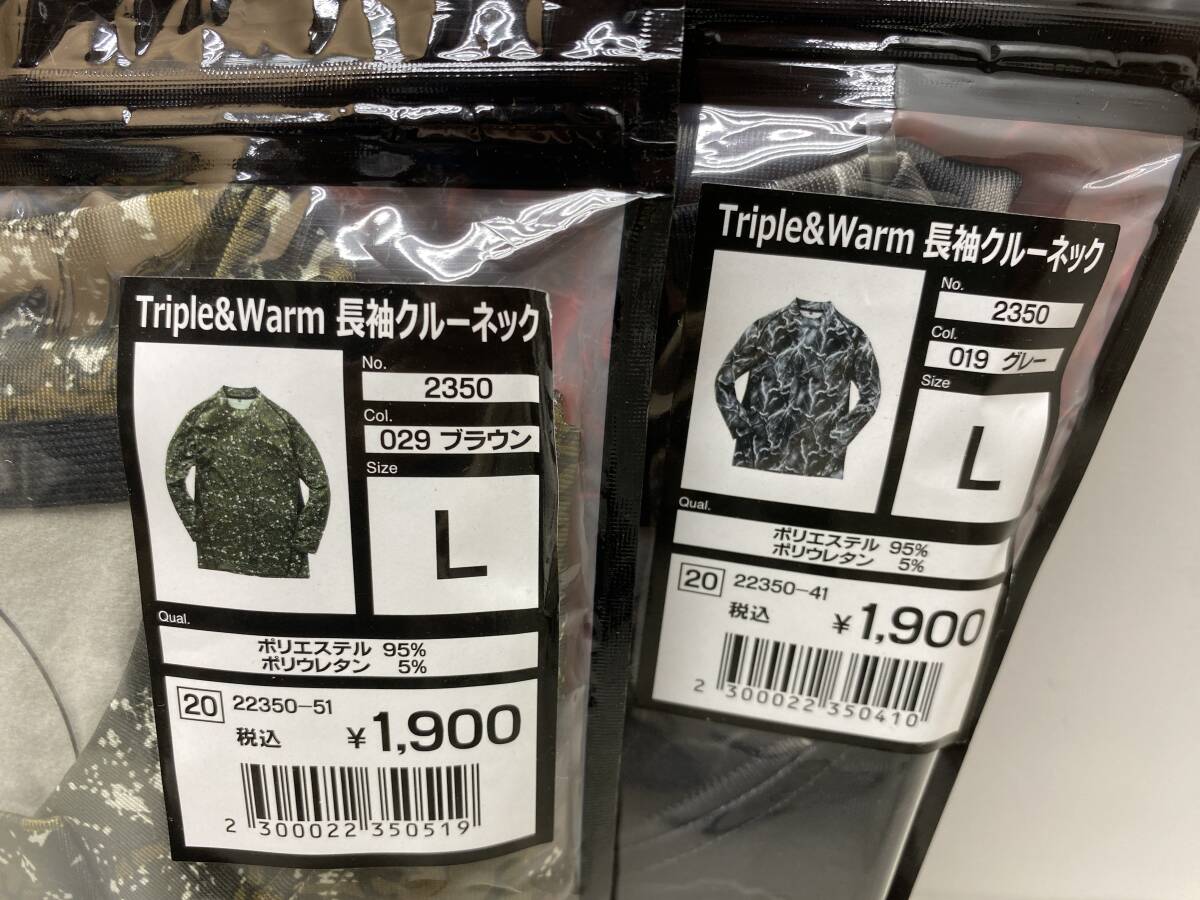 Triple&Warm 長袖クルーネック
No.
2350
Col.
029 ブラウン
Size
L
Qual.
ポリエステル 95%
ポリウレタン 5%
20 22350-51
税込 ¥1,900
2 300022 350519
Triple&Warm 長袖クルーネック
No.
2350
Col.
019 グレー
Size
L
Qual.
ポリエステル 95%
ポリウレタン 5%
20 22350-41
税込 ¥1,900
2 300022 350410